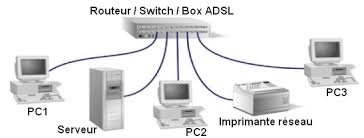 Routeur / Switch / Box ADSL
PC1
Serveur
PC2
Imprimante réseau
PC3